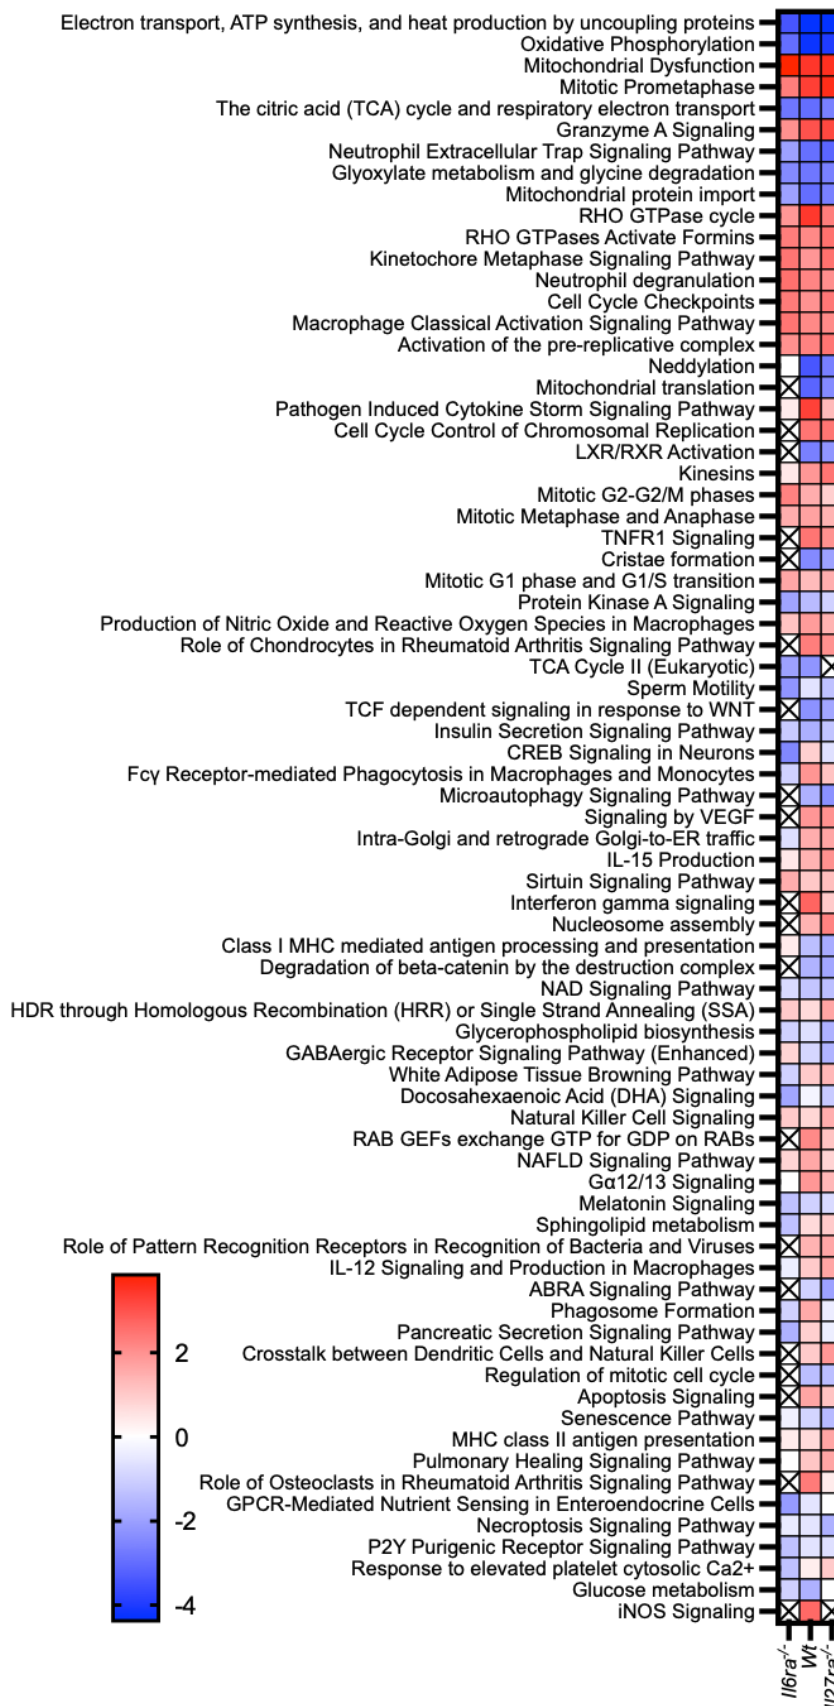 Electron transport, ATP synthesis, and heat production by uncoupling proteins
Oxidative Phosphorylation
Mitochondrial Dysfunction
Mitotic Prometaphase
The citric acid (TCA) cycle and respiratory electron transport
Granzyme A Signaling
Neutrophil Extracellular Trap Signaling Pathway
Glyoxylate metabolism and glycine degradation
Mitochondrial protein import
RHO GTPase cycle
RHO GTPases Activate Formins
Kinetochore Metaphase Signaling Pathway
Neutrophil degranulation
Cell Cycle Checkpoints
Macrophage Classical Activation Signaling Pathway
Activation of the pre-replicative complex
Neddylation
Mitochondrial translation
Pathogen Induced Cytokine Storm Signaling Pathway
Cell Cycle Control of Chromosomal Replication
LXR/RXR Activation
Kinesins
Mitotic G2-G2/M phases
Mitotic Metaphase and Anaphase
TNFR1 Signaling
Cristae formation
Mitotic G1 phase and G1/S transition
Protein Kinase A Signaling
Production of Nitric Oxide and Reactive Oxygen Species in Macrophages
Role of Chondrocytes in Rheumatoid Arthritis Signaling Pathway
TCA Cycle II (Eukaryotic)
Sperm Motility
TCF dependent signaling in response to WNT
Insulin Secretion Signaling Pathway
CREB Signaling in Neurons
Fcγ Receptor-mediated Phagocytosis in Macrophages and Monocytes
Microautophagy Signaling Pathway
Signaling by VEGF
Intra-Golgi and retrograde Golgi-to-ER traffic
IL-15 Production
Sirtuin Signaling Pathway
Interferon gamma signaling
Nucleosome assembly
Class I MHC mediated antigen processing and presentation
Degradation of beta-catenin by the destruction complex
NAD Signaling Pathway
HDR through Homologous Recombination (HRR) or Single Strand Annealing (SSA)
Glycerophospholipid biosynthesis
GABAergic Receptor Signaling Pathway (Enhanced)
White Adipose Tissue Browning Pathway
Docosahexaenoic Acid (DHA) Signaling
Natural Killer Cell Signaling
RAB GEFs exchange GTP for GDP on RABs
NAFLD Signaling Pathway
Gα12/13 Signaling
Melatonin Signaling
Sphingolipid metabolism
Role of Pattern Recognition Receptors in Recognition of Bacteria and Viruses
IL-12 Signaling and Production in Macrophages
ABRA Signaling Pathway
Phagosome Formation
Pancreatic Secretion Signaling Pathway
Crosstalk between Dendritic Cells and Natural Killer Cells
Regulation of mitotic cell cycle
Apoptosis Signaling
Senescence Pathway
MHC class II antigen presentation
Pulmonary Healing Signaling Pathway
Role of Osteoclasts in Rheumatoid Arthritis Signaling Pathway
GPCR-Mediated Nutrient Sensing in Enteroendocrine Cells
Necroptosis Signaling Pathway
P2Y Purigenic Receptor Signaling Pathway
Response to elevated platelet cytosolic Ca2+
Glucose metabolism
iNOS Signaling
2
0
-2
-4
Il6ra-/-
Wt
Il27ra-/-